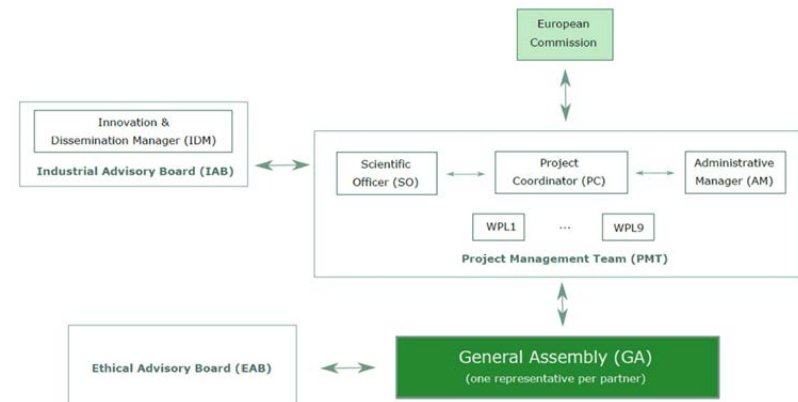 European
Commission
Innovation &
Dissemination Manager (IDM)
Industrial Advisory Board (IAB)
Scientific
Officer (SO)
Project
Coordinator (PC)
Administrative
Manager (AM)
WPL1
...
WPL9
Project Management Team (PMT)
Ethical Advisory Board (EAB)
General Assembly (GA)
(one representative per partner)